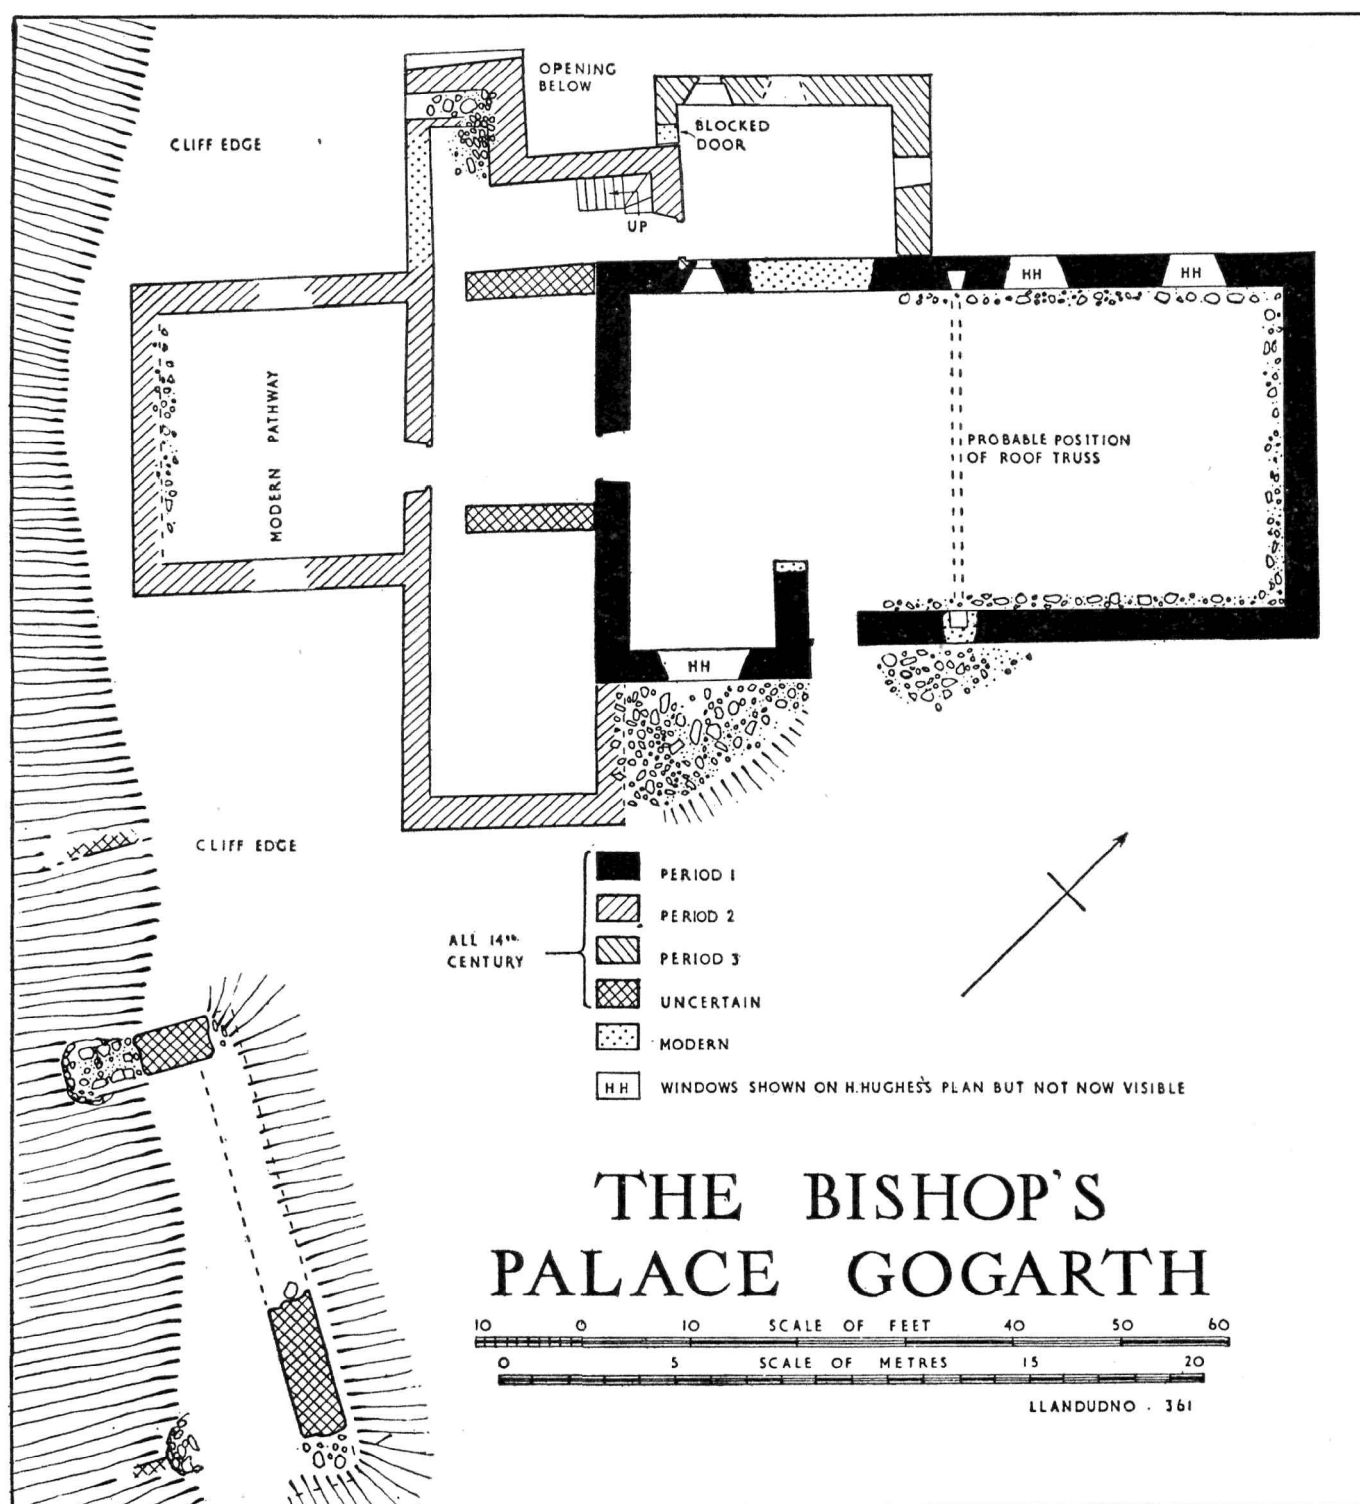 OPENING
BELOW
CLIFF EDGE
BLOCKED
DOOR
UP
HH
HH
MODERN PATHWAY
PROBABLE POSITION
OF ROOF TRUSS
HH
CLIFF EDGE
PERIOD 1
PERIOD 2
ALL 14th.
CENTURY
PERIOD 3
UNCERTAIN
MODERN
HH WINDOWS SHOWN ON H.HUGHES'S PLAN BUT NOT NOW VISIBLE
THE BISHOP'S
PALACE GOGARTH
10 0 10 SCALE OF FEET 40 50 60
0 5 SCALE OF METRES 15 20
LLANDUDNO . 361